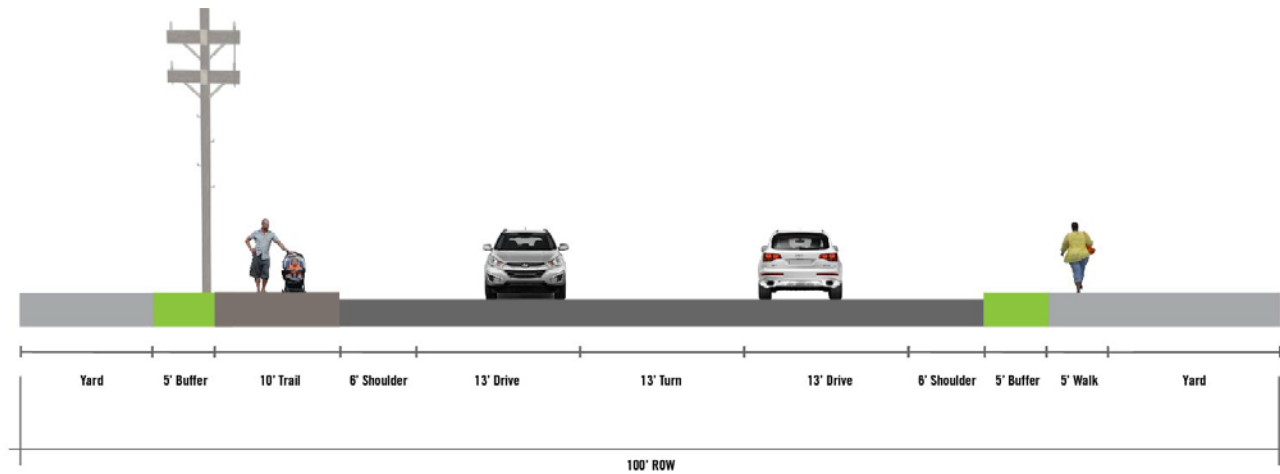 Yard 5' Buffer 10' Trail 6' Shoulder 13' Drive 13' Turn 13' Drive 6' Shoulder 5' Buffer 5' Walk Yard
100' ROW